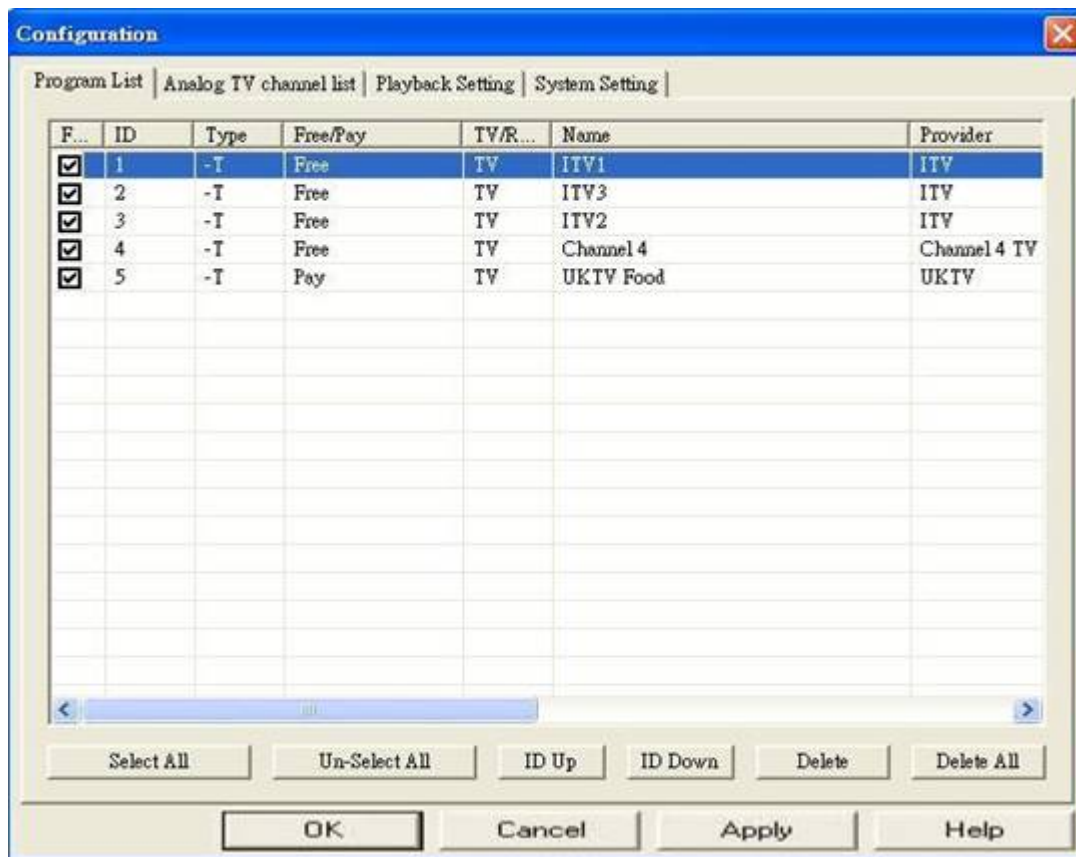 Configuration
Program List Analog TV channel list Playback Setting System Setting
F... ID Type Free/Pay TV/R... Name Provider
1 -T Free TV ITV1 ITV
2 -T Free TV ITV3 ITV
3 -T Free TV ITV2 ITV
4 -T Free TV Channel 4 Channel 4 TV
5 -T Pay TV UKTV Food UKTV
Select All Un-Select All ID Up ID Down Delete Delete All
OK Cancel Apply Help